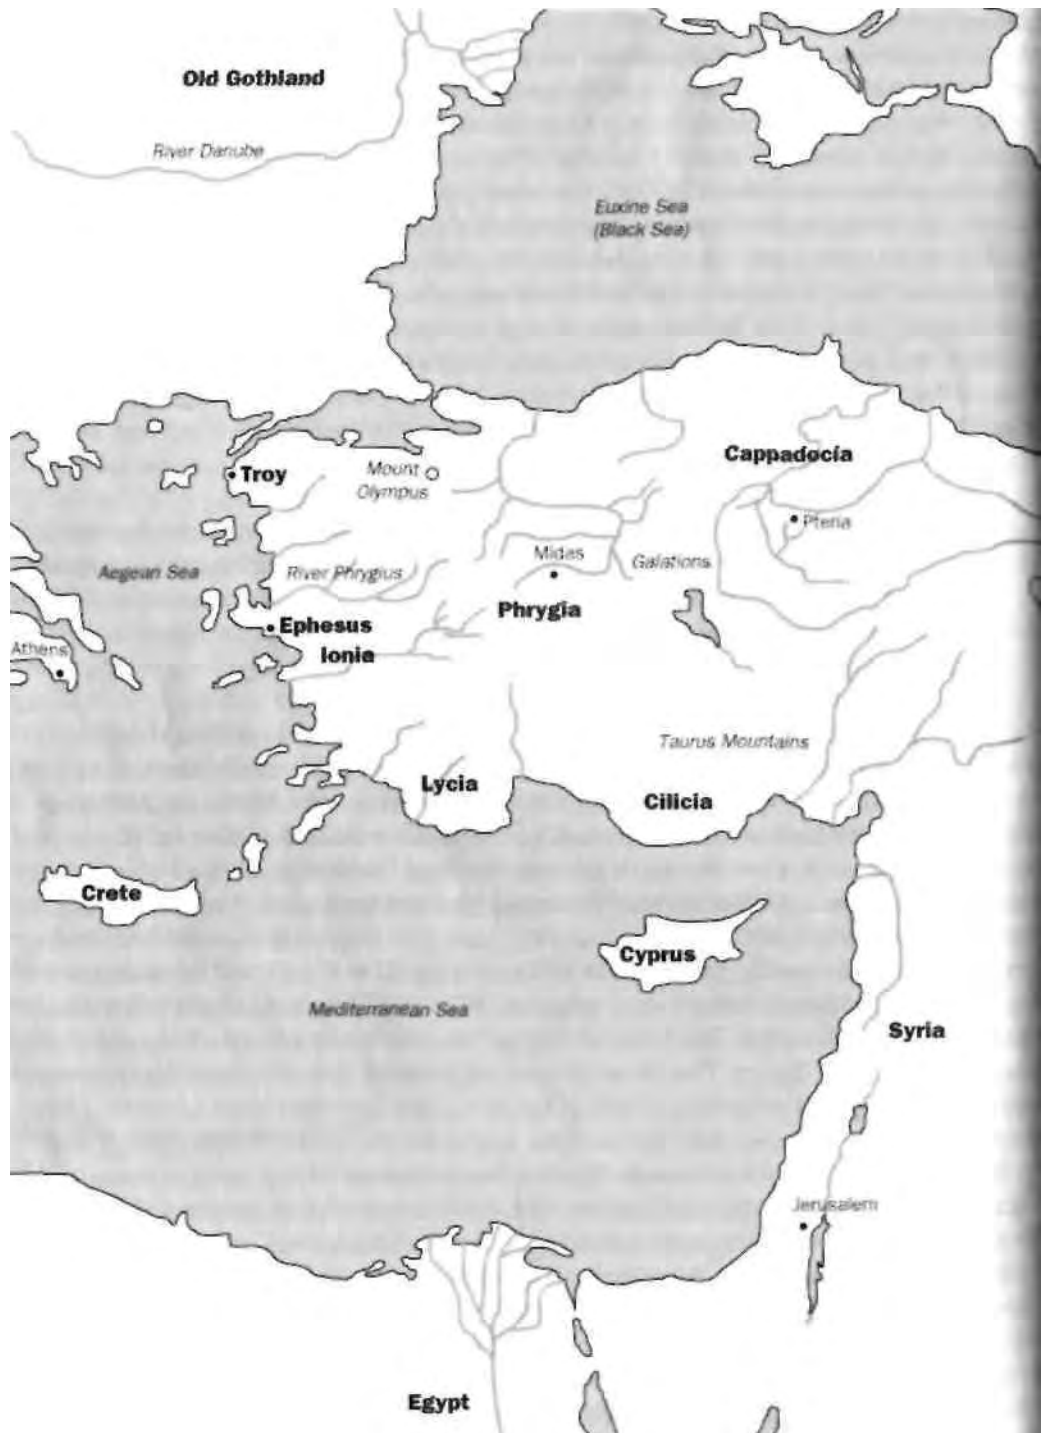 Old Gothland
River Danube
Euxine Sea
(Black Sea)
Cappadocia
Troy
Mount
Olympus
Pteria
Midas
Galations
Aegean Sea
River Phrygius
Phrygia
Ephesus
Ionia
Athens
Taurus Mountains
Lycia
Cilicia
Crete
Cyprus
Mediterranean Sea
Syria
Jerusalem
Egypt